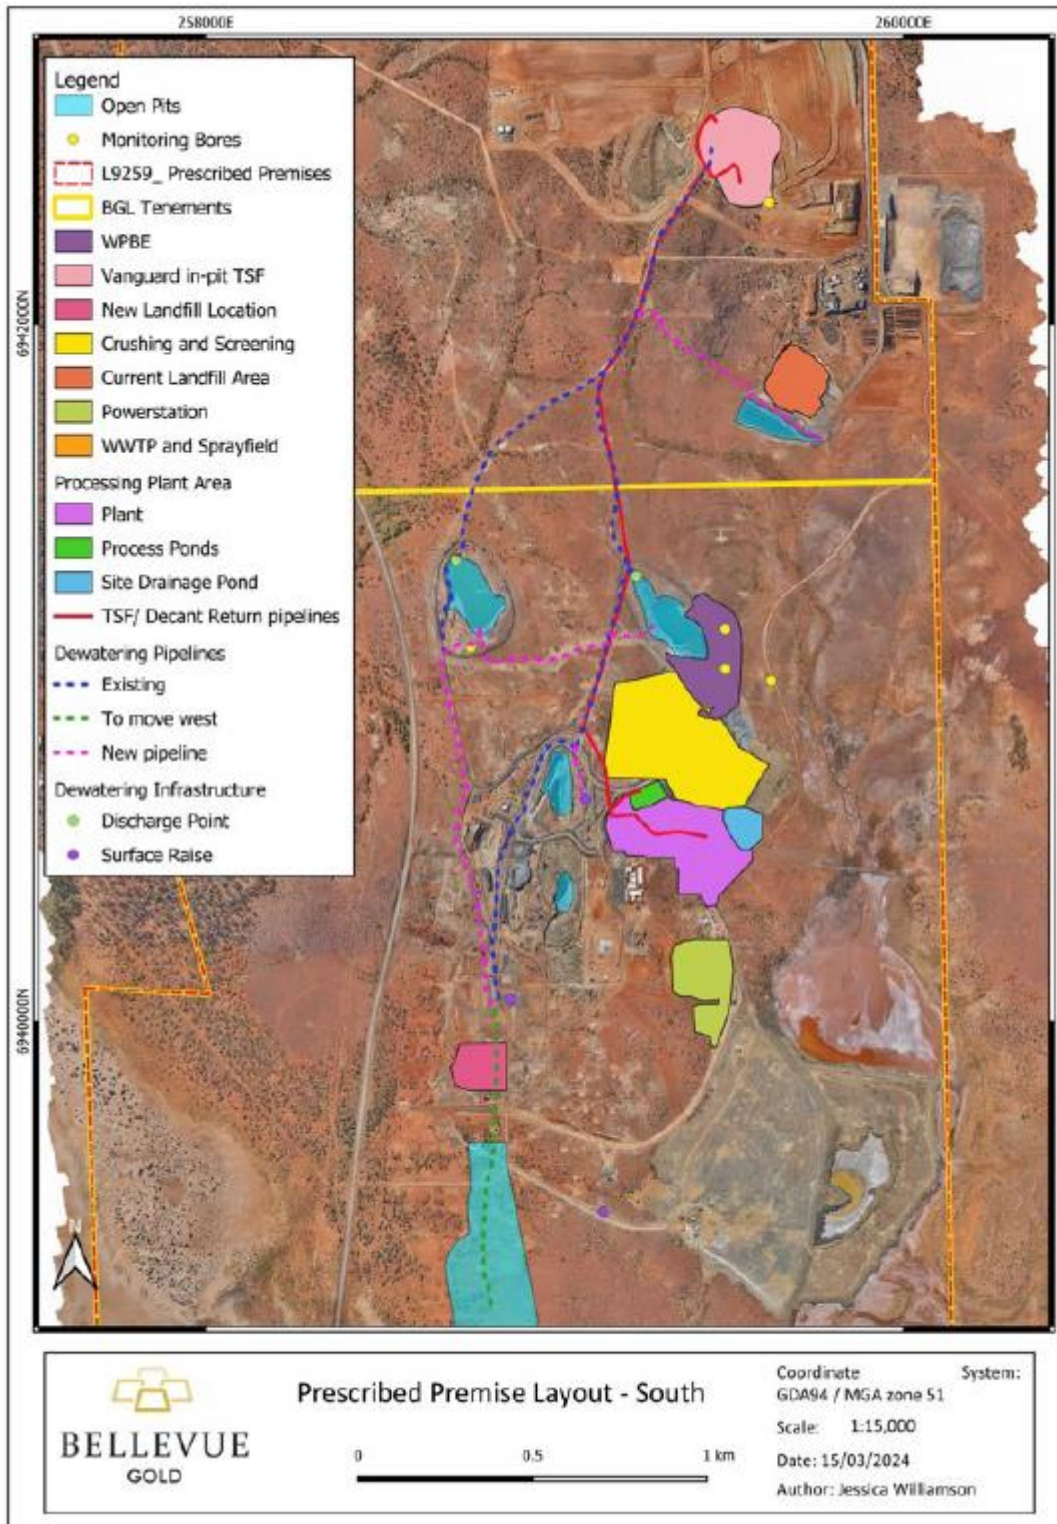 258000E
260000E
Legend
Open Pits
Monitoring Bores
L9259_ Prescribed Premises
BGL Tenements
WPBE
Vanguard in-pit TSF
New Landfill Location
Crushing and Screening
Current Landfill Area
Powerstation
WWTP and Sprayfield
Processing Plant Area
Plant
Process Ponds
Site Drainage Pond
TSF/ Decant Return pipelines
Dewatering Pipelines
Existing
To move west
New pipeline
Dewatering Infrastructure
Discharge Point
Surface Raise
6942000N
6940000N
N
BELLEVUE
GOLD
Prescribed Premise Layout - South
0 0.5 1 km
Coordinate System:
GDA94 / MGA zone 51
Scale: 1:15,000
Date: 15/03/2024
Author: Jessica Williamson